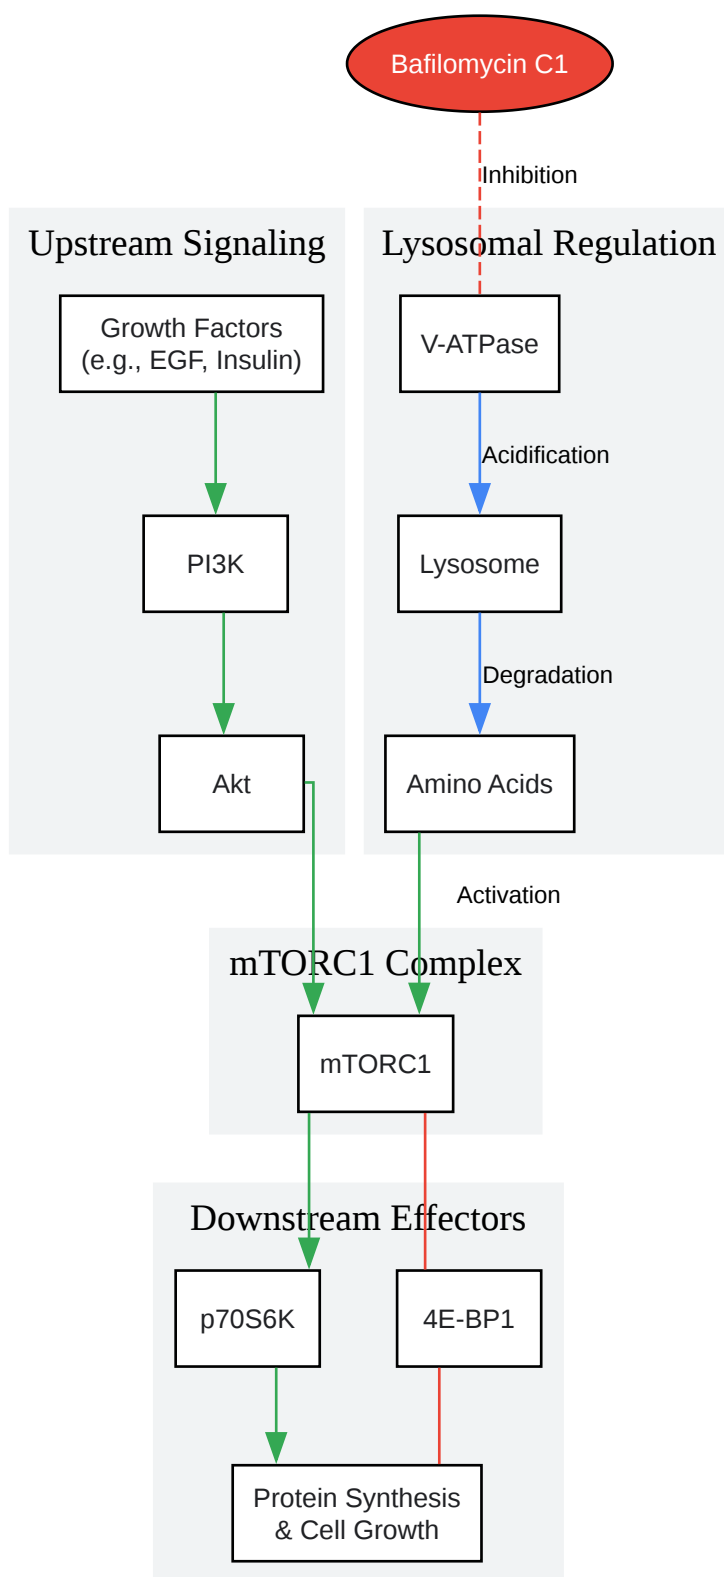 Bafilomycin C1
Inhibition
Upstream Signaling
Growth Factors
(e.g., EGF, Insulin)
PI3K
Akt
Lysosomal Regulation
V-ATPase
Acidification
Lysosome
Degradation
Amino Acids
Activation
mTORC1 Complex
mTORC1
Downstream Effectors
p70S6K
4E-BP1
Protein Synthesis
& Cell Growth